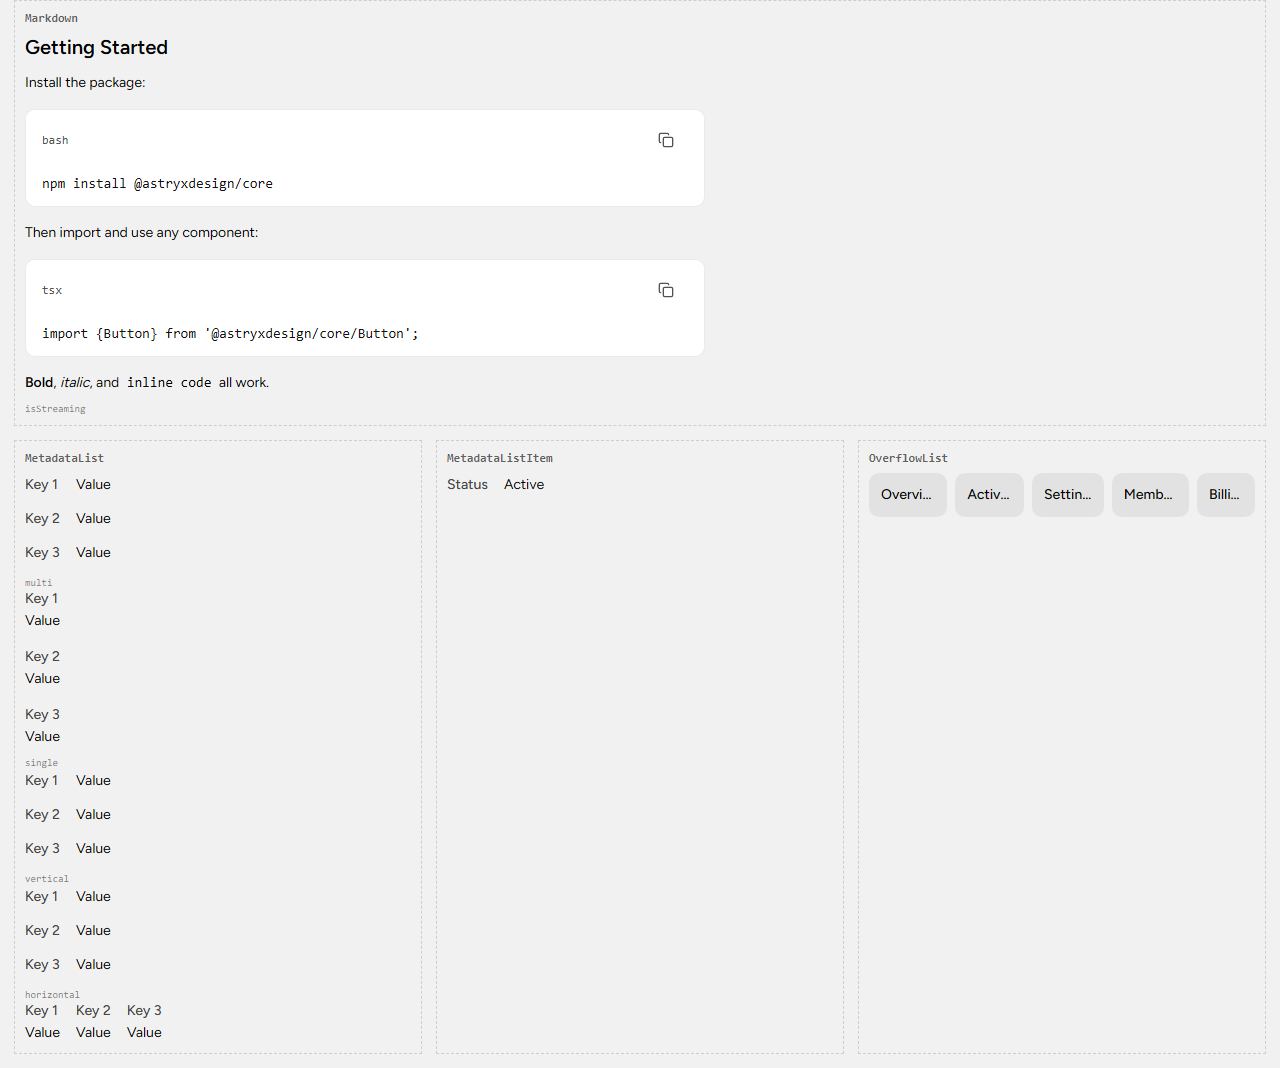 Markdown
Getting Started
Install the package:
bash
npm install @astryxdesign/core
Then import and use any component:
tsx
import {Button} from '@astryxdesign/core/Button';
Bold, italic, and inline code all work.
isStreaming
MetadataList
Key 1 Value
Key 2 Value
Key 3 Value
multi
Key 1
Value
Key 2
Value
Key 3
Value
single
Key 1 Value
Key 2 Value
Key 3 Value
vertical
Key 1 Value
Key 2 Value
Key 3 Value
horizontal
Key 1 Key 2 Key 3
Value Value Value
MetadataListItem
Status Active
OverflowList
Overvi... Activ... Settin... Memb... Billi...